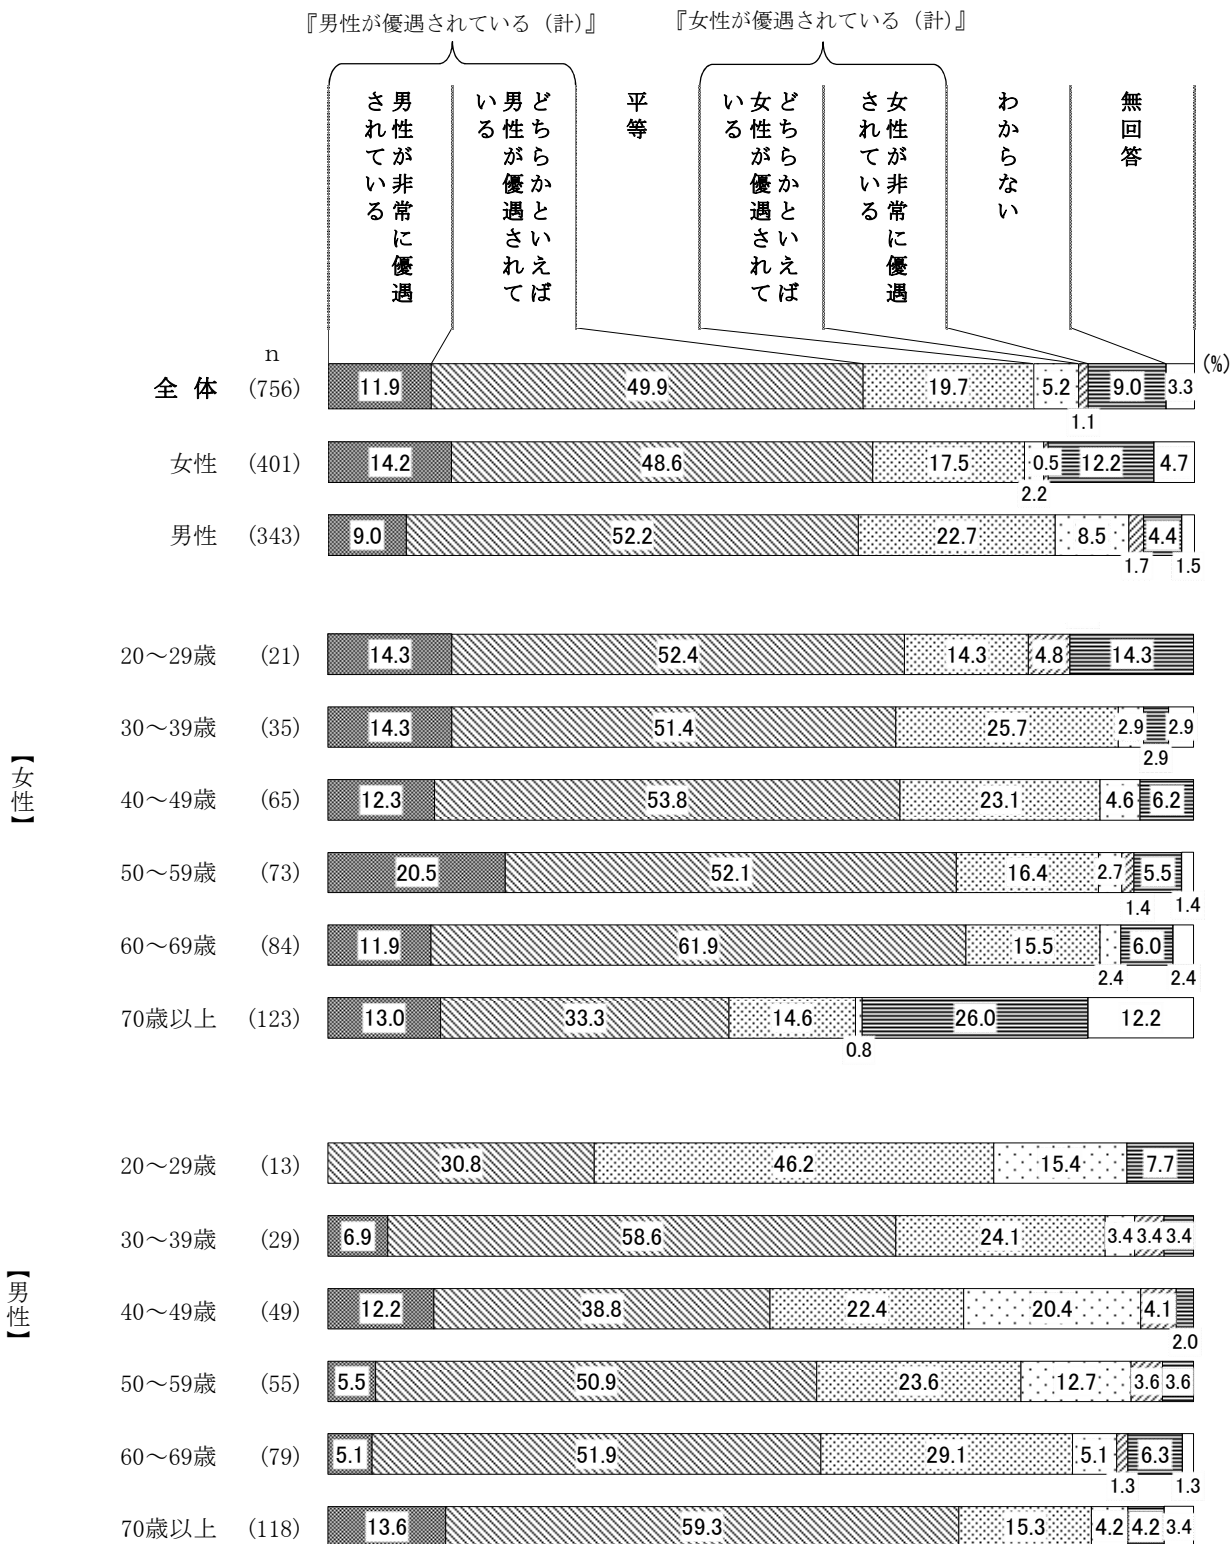 『男性が優遇されている（計）』
『女性が優遇されている（計）』
男性が非常に優遇
されている
どちらかといえば
男性が優遇されて
いる
平等
どちらかといえば
女性が優遇されて
いる
女性が非常に優遇
されている
わからない
無回答
n
(%)
全 体 (756) 11.9 49.9 19.7 5.2 9.0 3.3
1.1
女性 (401) 14.2 48.6 17.5 0.5 12.2 4.7
2.2
男性 (343) 9.0 52.2 22.7 8.5 4.4
1.7 1.5
【女性】
20～29歳 (21) 14.3 52.4 14.3 4.8 14.3
30～39歳 (35) 14.3 51.4 25.7 2.9 2.9
2.9
40～49歳 (65) 12.3 53.8 23.1 4.6 6.2
50～59歳 (73) 20.5 52.1 16.4 2.7 5.5
1.4 1.4
60～69歳 (84) 11.9 61.9 15.5 6.0
2.4 2.4
70歳以上 (123) 13.0 33.3 14.6 26.0 12.2
0.8
【男性】
20～29歳 (13) 30.8 46.2 15.4 7.7
30～39歳 (29) 6.9 58.6 24.1 3.4 3.4 3.4
40～49歳 (49) 12.2 38.8 22.4 20.4 4.1
2.0
50～59歳 (55) 5.5 50.9 23.6 12.7 3.6 3.6
60～69歳 (79) 5.1 51.9 29.1 5.1 6.3
1.3 1.3
70歳以上 (118) 13.6 59.3 15.3 4.2 4.2 3.4